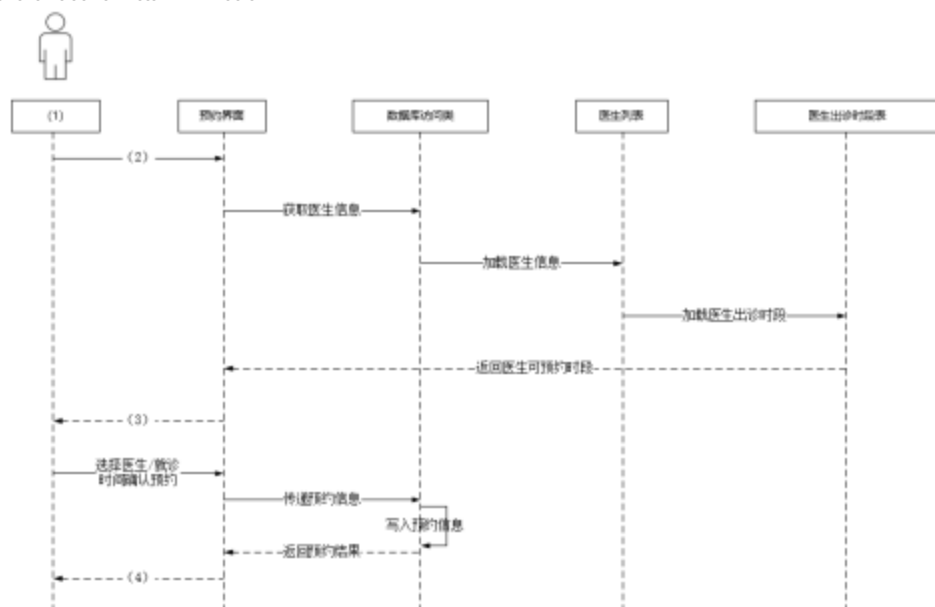 (1)
预约界面
数据库访问类
医生列表
医生出诊时段表
(2)
获取医生信息
加载医生信息
加载医生出诊时段
返回医生可预约时段
(3)
选择医生/就诊
时间确认预约
传递预约信息
写入预约信息
返回预约结果
(4)